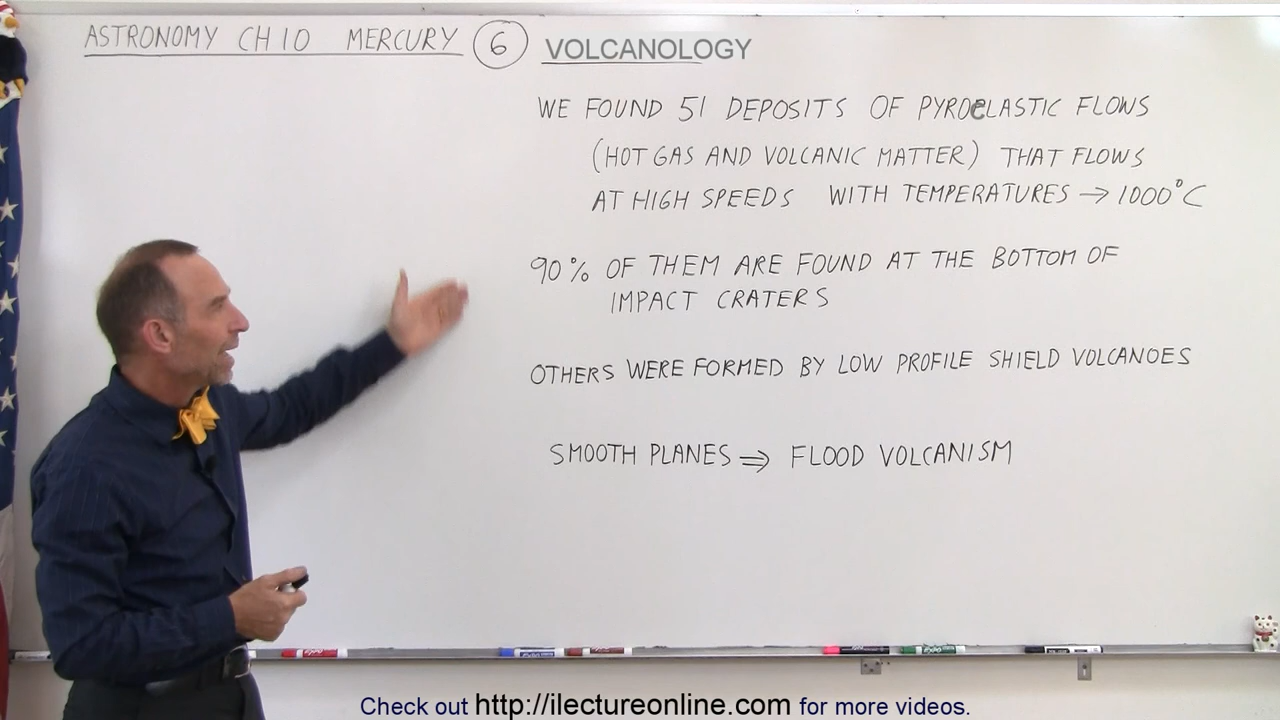 ASTRONOMY CH 10 MERCURY 6 VOLCANOLOGY
WE FOUND 51 DEPOSITS OF PYROCLASTIC FLOWS
(HOT GAS AND VOLCANIC MATTER) THAT FLOWS
AT HIGH SPEEDS WITH TEMPERATURES → 1000°C
90% OF THEM ARE FOUND AT THE BOTTOM OF
IMPACT CRATERS
OTHERS WERE FORMED BY LOW PROFILE SHIELD VOLCANOES
SMOOTH PLANES ⇒ FLOOD VOLCANISM
Check out http://ilectureonline.com for more videos.